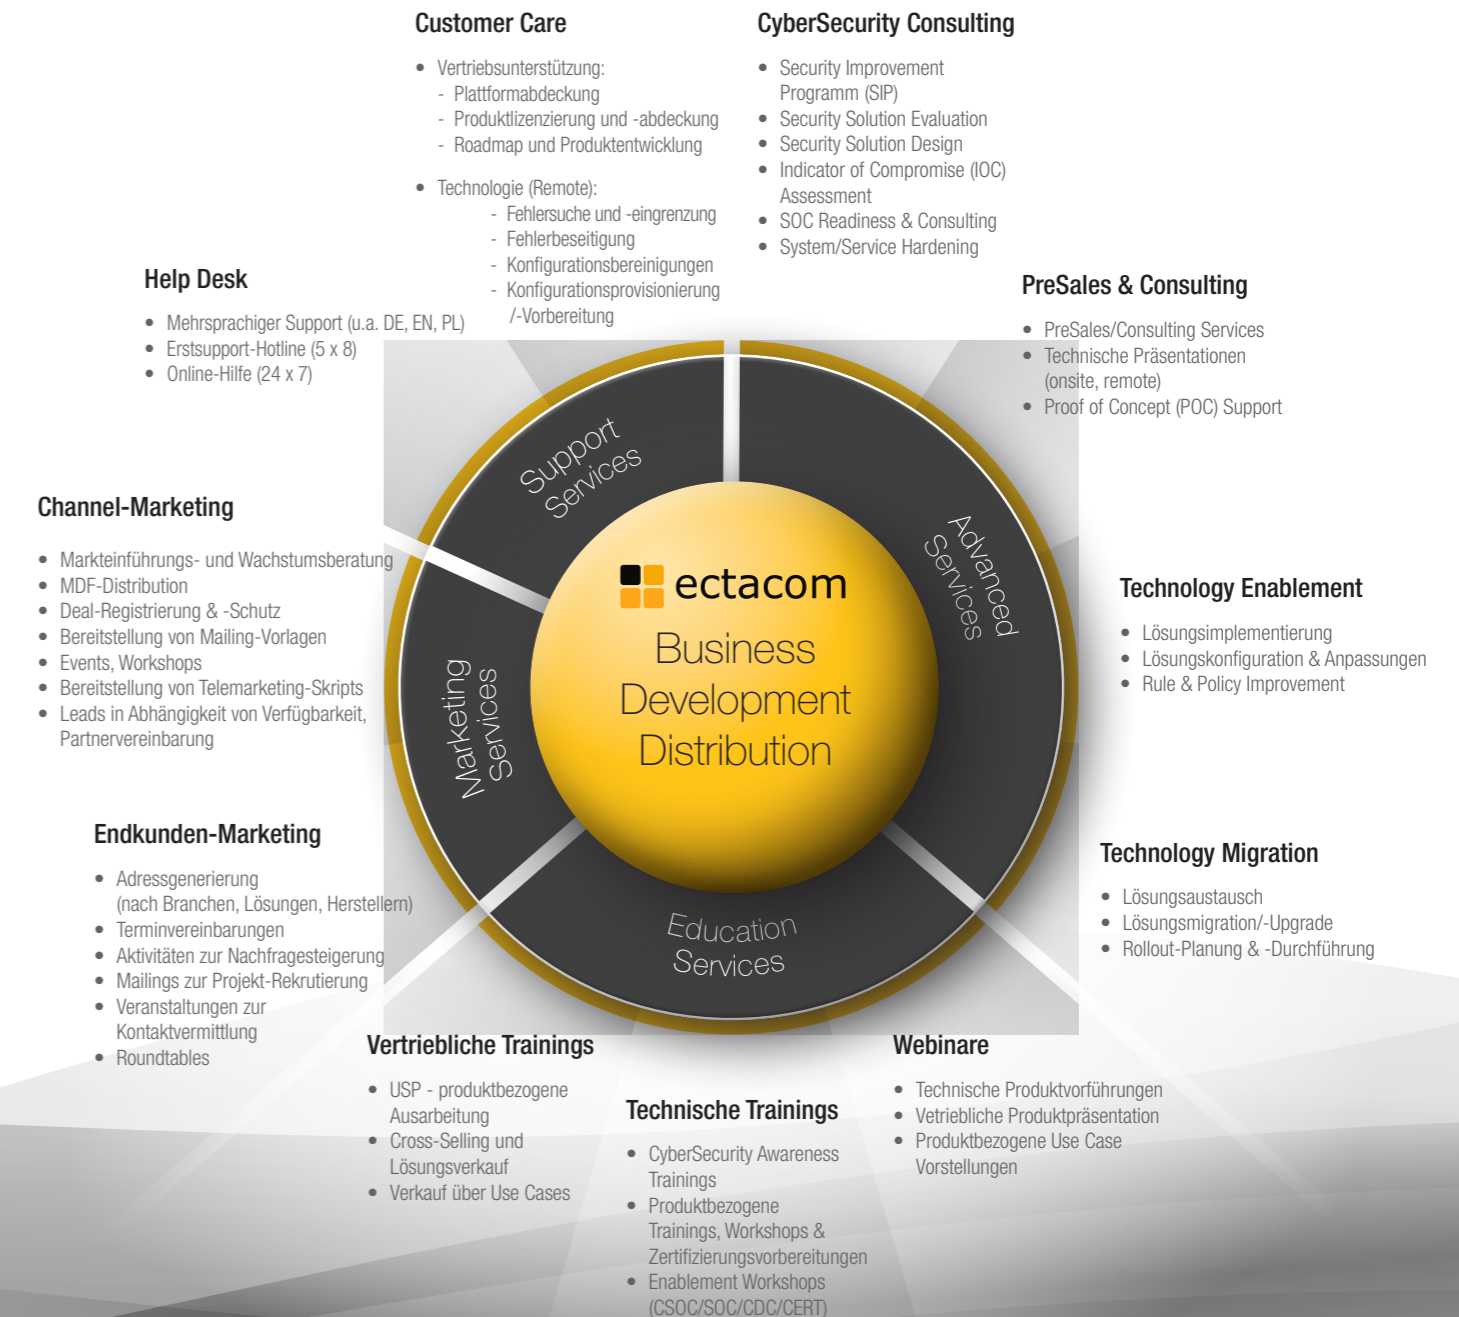 Customer Care
• Vertriebsunterstützung:
- Plattformabdeckung
- Produktlizenzierung und -abdeckung
- Roadmap und Produktentwicklung
• Technologie (Remote):
- Fehlersuche und -eingrenzung
- Fehlerbeseitigung
- Konfigurationsbereinigungen
- Konfigurationsprovisionierung
/-Vorbereitung
CyberSecurity Consulting
• Security Improvement
Programm (SIP)
• Security Solution Evaluation
• Security Solution Design
• Indicator of Compromise (IOC)
Assessment
• SOC Readiness & Consulting
• System/Service Hardening
Help Desk
• Mehrsprachiger Support (u.a. DE, EN, PL)
• Erstsupport-Hotline (5 x 8)
• Online-Hilfe (24 x 7)
PreSales & Consulting
• PreSales/Consulting Services
• Technische Präsentationen
(onsite, remote)
• Proof of Concept (POC) Support
Support
Services
Advanced
Services
Channel-Marketing
• Markteinführungs- und Wachstumsberatung
• MDF-Distribution
• Deal-Registrierung & -Schutz
• Bereitstellung von Mailing-Vorlagen
• Events, Workshops
• Bereitstellung von Telemarketing-Skripts
• Leads in Abhängigkeit von Verfügbarkeit,
Partnervereinbarung
ectacom
Business
Development
Distribution
Technology Enablement
• Lösungsimplementierung
• Lösungskonfiguration & Anpassungen
• Rule & Policy Improvement
Marketing
Services
Endkunden-Marketing
• Adressgenerierung
(nach Branchen, Lösungen, Herstellern)
• Terminvereinbarungen
• Aktivitäten zur Nachfragesteigerung
• Mailings zur Projekt-Rekrutierung
• Veranstaltungen zur
Kontaktvermittlung
• Roundtables
Education
Services
Technology Migration
• Lösungsaustausch
• Lösungsmigration/-Upgrade
• Rollout-Planung & -Durchführung
Vertriebliche Trainings
• USP - produktbezogene
Ausarbeitung
• Cross-Selling und
Lösungsverkauf
• Verkauf über Use Cases
Technische Trainings
• CyberSecurity Awareness
Trainings
• Produktbezogene
Trainings, Workshops &
Zertifizierungsvorbereitungen
• Enablement Workshops
(CSOC/SOC/CDC/CERT)
Webinare
• Technische Produktvorführungen
• Vetriebliche Produktpräsentation
• Produktbezogene Use Case
Vorstellungen